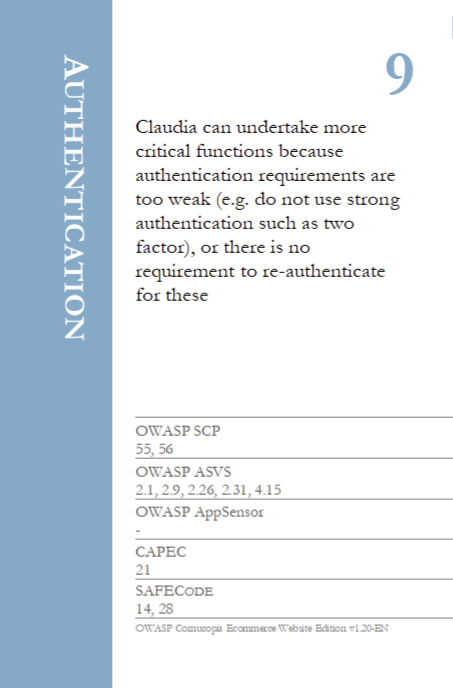 AUTHENTICATION
9
Claudia can undertake more
critical functions because
authentication requirements are
too weak (e.g. do not use strong
authentication such as two
factor), or there is no
requirement to re-authenticate
for these
OWASP SCP
55, 56
OWASP ASVS
2.1, 2.9, 2.26, 2.31, 4.15
OWASP AppSensor
-
CAPEC
21
SAFECODE
14, 28
OWASP Cornucopia Ecommerce Website Edition v1.20-EN